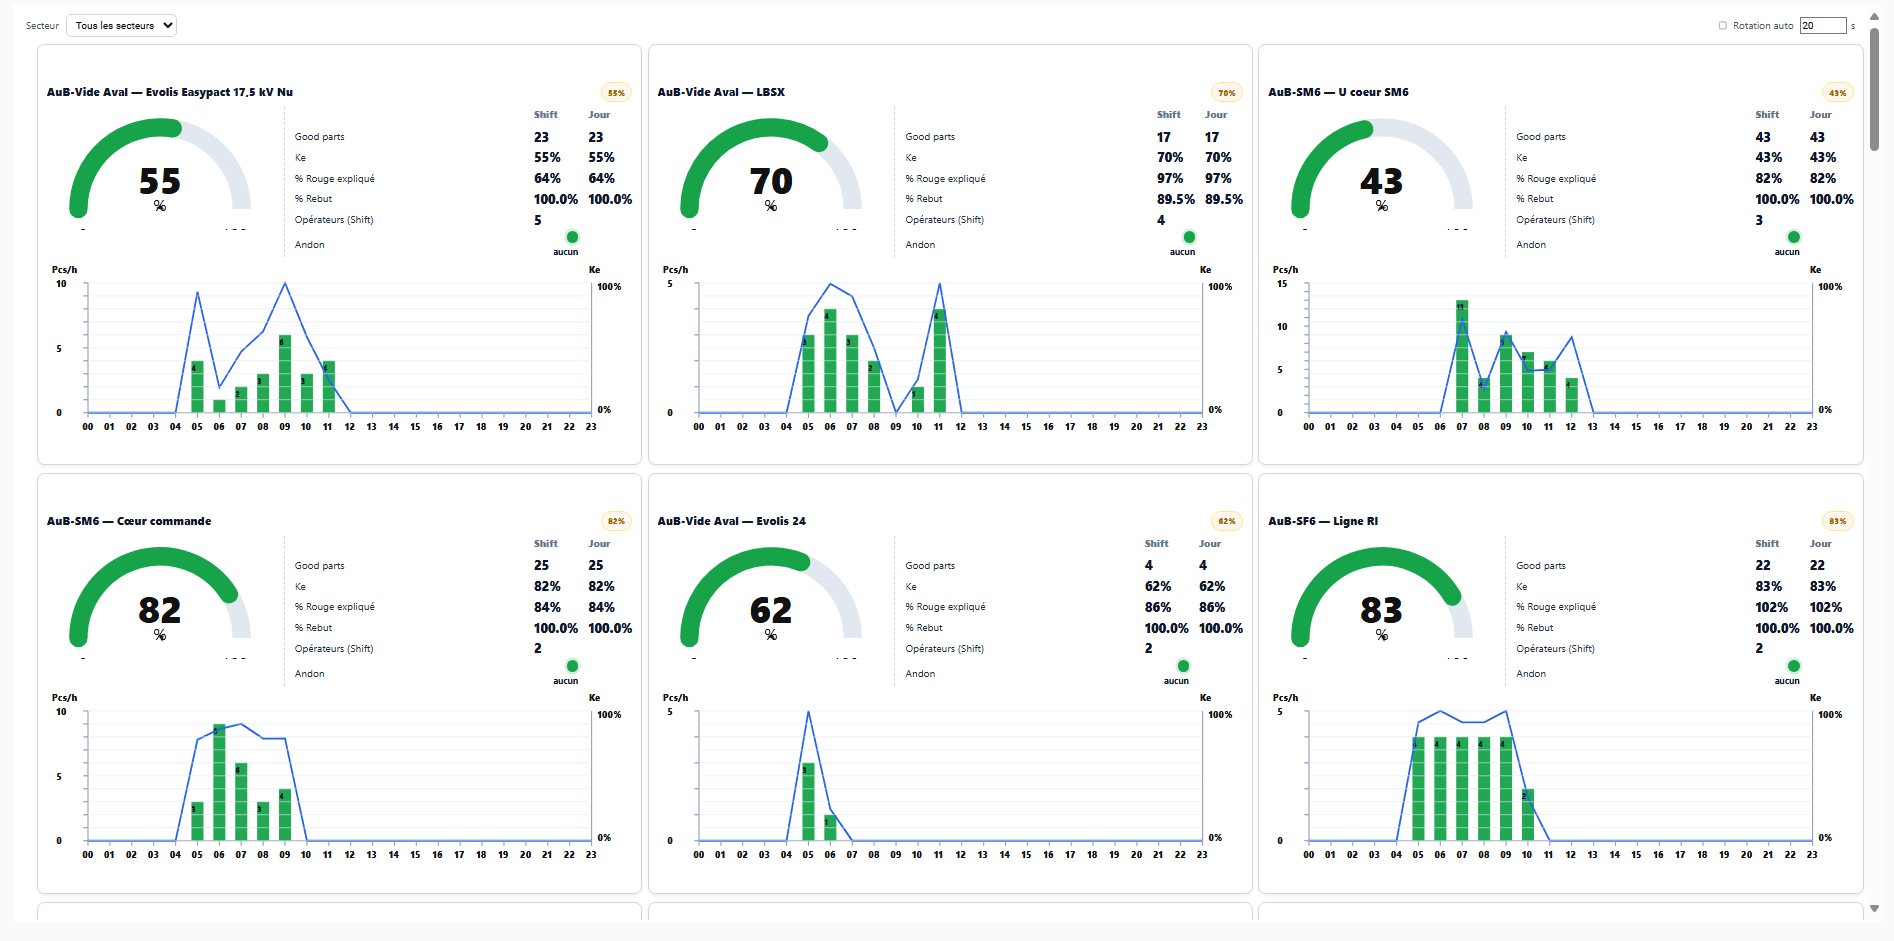 Secteur Tous les secteurs Rotation auto 20 s
AuB-Vide Aval — Evolis Easypact 17,5 kV Nu 55%
Shift Jour
Good parts 23 23
Ke 55% 55%
% Rouge expliqué 64% 64%
% Rebut 100.0% 100.0%
Opérateurs (Shift) 5
Andon aucun
55
%
Pcs/h Ke
10 100%
5
0 0%
4 2 3 6 3 4
00 01 02 03 04 05 06 07 08 09 10 11 12 13 14 15 16 17 18 19 20 21 22 23
AuB-Vide Aval — LBSX 70%
Shift Jour
Good parts 17 17
Ke 70% 70%
% Rouge expliqué 97% 97%
% Rebut 89.5% 89.5%
Opérateurs (Shift) 4
Andon aucun
70
%
Pcs/h Ke
5 100%
0 0%
3 4 3 2 1 4
00 01 02 03 04 05 06 07 08 09 10 11 12 13 14 15 16 17 18 19 20 21 22 23
AuB-SM6 — U coeur SM6 43%
Shift Jour
Good parts 43 43
Ke 43% 43%
% Rouge expliqué 82% 82%
% Rebut 100.0% 100.0%
Opérateurs (Shift) 3
Andon aucun
43
%
Pcs/h Ke
15 100%
10
5
0 0%
13 4 9 7 6 4
00 01 02 03 04 05 06 07 08 09 10 11 12 13 14 15 16 17 18 19 20 21 22 23
AuB-SM6 — Cœur commande 82%
Shift Jour
Good parts 25 25
Ke 82% 82%
% Rouge expliqué 84% 84%
% Rebut 100.0% 100.0%
Opérateurs (Shift) 2
Andon aucun
82
%
Pcs/h Ke
10 100%
5
0 0%
3 9 6 3 4
00 01 02 03 04 05 06 07 08 09 10 11 12 13 14 15 16 17 18 19 20 21 22 23
AuB-Vide Aval — Evolis 24 62%
Shift Jour
Good parts 4 4
Ke 62% 62%
% Rouge expliqué 86% 86%
% Rebut 100.0% 100.0%
Opérateurs (Shift) 2
Andon aucun
62
%
Pcs/h Ke
5 100%
0 0%
3 1
00 01 02 03 04 05 06 07 08 09 10 11 12 13 14 15 16 17 18 19 20 21 22 23
AuB-SF6 — Ligne RI 83%
Shift Jour
Good parts 22 22
Ke 83% 83%
% Rouge expliqué 102% 102%
% Rebut 100.0% 100.0%
Opérateurs (Shift) 2
Andon aucun
83
%
Pcs/h Ke
5 100%
0 0%
4 4 4 4 4 2
00 01 02 03 04 05 06 07 08 09 10 11 12 13 14 15 16 17 18 19 20 21 22 23